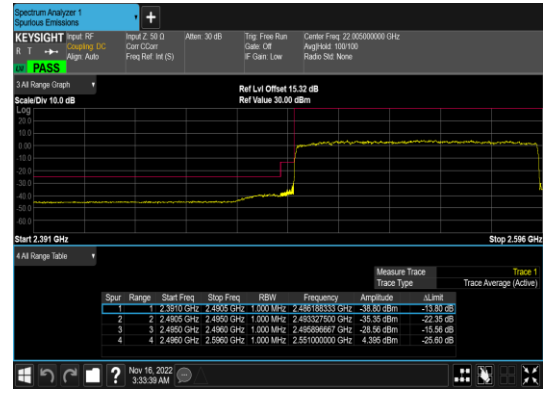 Spectrum Analyzer 1
Spurious Emissions
+
KEYSIGHT Input: RF Input Z: 50 Ω Atten: 30 dB Trig: Free Run Center Freq: 22.005000000 GHz
R T Coupling: DC Corr CCorr Gate: Off Avg|Hold: 100/100
Align: Auto Freq Ref: Int (S) IF Gain: Low Radio Std: None
PASS
3 All Range Graph
Ref Lvl Offset 15.32 dB
Scale/Div 10.0 dB Ref Value 30.00 dBm
Log
20.0
10.0
0.00
-10.0
-20.0
-30.0
-40.0
-50.0
-60.0
Start 2.391 GHz Stop 2.596 GHz
4 All Range Table
Measure Trace Trace 1
Trace Type Trace Average (Active)
Spur Range Start Freq Stop Freq RBW Frequency Amplitude ΔLimit
1 1 2.3910 GHz 2.4905 GHz 1.000 MHz 2.486188333 GHz -38.80 dBm -13.80 dB
2 2 2.4905 GHz 2.4950 GHz 1.000 MHz 2.493327500 GHz -35.35 dBm -22.35 dB
3 3 2.4950 GHz 2.4960 GHz 1.000 MHz 2.495896667 GHz -28.56 dBm -15.56 dB
4 4 2.4960 GHz 2.5960 GHz 1.000 MHz 2.551000000 GHz 4.395 dBm -25.60 dB
?
Nov 16, 2022
3:33:39 AM